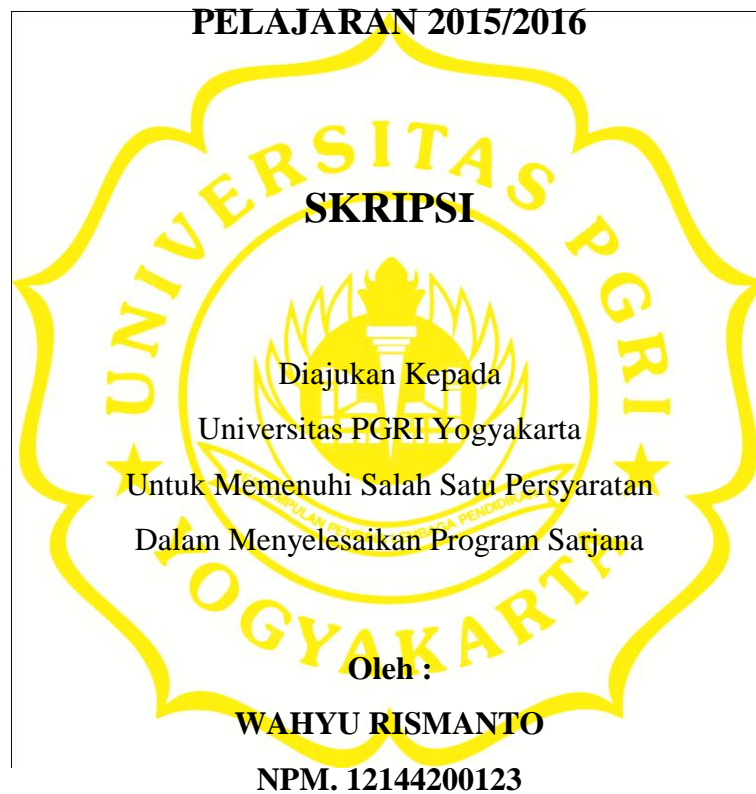 PELAJARAN 2015/2016
UNIVERSITAS PGRI
SKRIPSI
Diajukan Kepada
Universitas PGRI Yogyakarta
Untuk Memenuhi Salah Satu Persyaratan
Dalam Menyelesaikan Program Sarjana
YOGYAKARTA
Oleh :
WAHYU RISMANTO
NPM. 12144200123